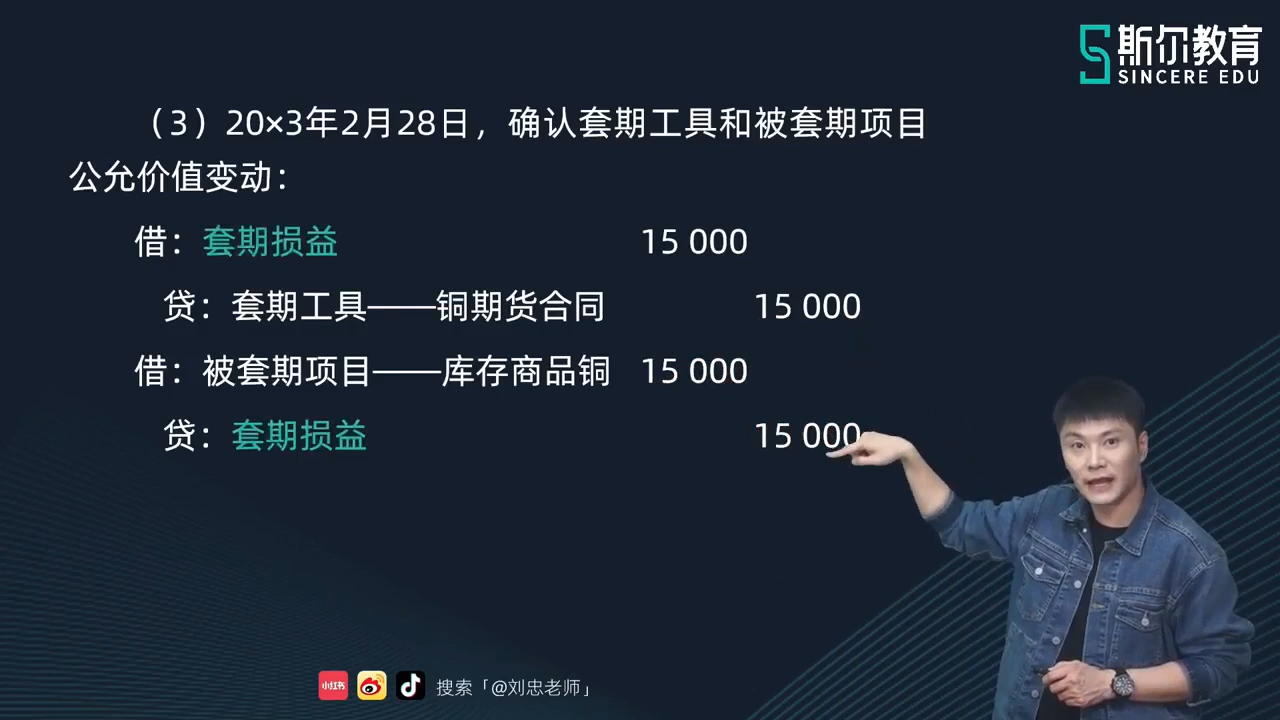 斯尔教育
SINCERE EDU
（3）20×3年2月28日，确认套期工具和被套期项目
公允价值变动：
借：套期损益 15 000
贷：套期工具——铜期货合同 15 000
借：被套期项目——库存商品铜 15 000
贷：套期损益 15 000
小红书 搜索「@刘忠老师」